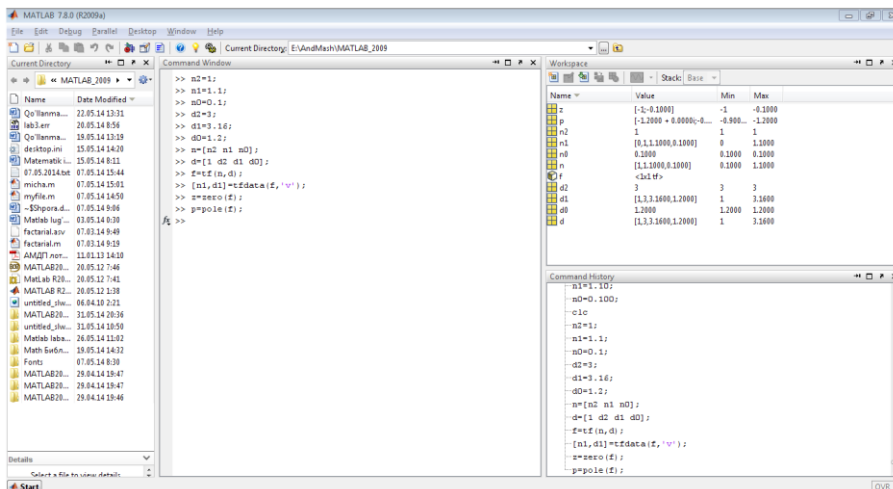 MATLAB 7.8.0 (R2009a)
File Edit Debug Parallel Desktop Window Help
Current Directory: E:\AndMash\MATLAB_2009
Current Directory
« MATLAB_2009
Name Date Modified
Qo'llanma... 22.05.14 13:31
lab3.err 20.05.14 8:56
Qo'llanma... 19.05.14 13:19
desktop.ini 15.05.14 14:20
Matematik i... 15.05.14 8:11
07.05.2014.txt 07.05.14 15:44
micha.m 07.05.14 15:01
myfile.m 07.05.14 14:50
~$Shpora.d... 07.05.14 9:06
Matlab lug'... 03.05.14 0:30
factarial.asv 07.03.14 9:49
factarial.m 07.03.14 9:19
АМДП лог... 11.01.13 14:10
MATLAB20... 20.05.12 7:46
MatLab R20... 20.05.12 7:41
MATLAB R2... 20.05.12 1:38
untitled_slw... 06.04.10 2:21
MATLAB20... 31.05.14 20:36
untitled_slw... 31.05.14 10:50
Matlab laba... 26.05.14 11:02
Math Библ... 19.05.14 14:32
Fonts 07.05.14 8:30
MATLAB20... 29.04.14 19:47
MATLAB20... 29.04.14 19:47
MATLAB20... 29.04.14 19:46
Details
Select a file to view details
Start
Command Window
>> n2=1;
>> n1=1.1;
>> n0=0.1;
>> d2=3;
>> d1=3.16;
>> d0=1.2;
>> n=[n2 n1 n0];
>> d=[1 d2 d1 d0];
>> f=tf(n,d);
>> [n1,d1]=tfdata(f,'v');
>> z=zero(f);
>> p=pole(f);
fx >>
Workspace
Stack: Base
Name Value Min Max
z [-1;-0.1000] -1 -0.1000
p [-1.2000 + 0.0000i;-0.... -0.900... -1.2000
n2 1 1 1
n1 [0,1,1.1000,0.1000] 0 1.1000
n0 0.1000 0.1000 0.1000
n [1,1.1000,0.1000] 0.1000 1.1000
f <1x1 tf>
d2 3 3 3
d1 [1,3,3.1600,1.2000] 1 3.1600
d0 1.2000 1.2000 1.2000
d [1,3,3.1600,1.2000] 1 3.1600
Command History
n1=1.10;
n0=0.100;
clc
n2=1;
n1=1.1;
n0=0.1;
d2=3;
d1=3.16;
d0=1.2;
n=[n2 n1 n0];
d=[1 d2 d1 d0];
f=tf(n,d);
[n1,d1]=tfdata(f,'v');
z=zero(f);
p=pole(f);
OVR